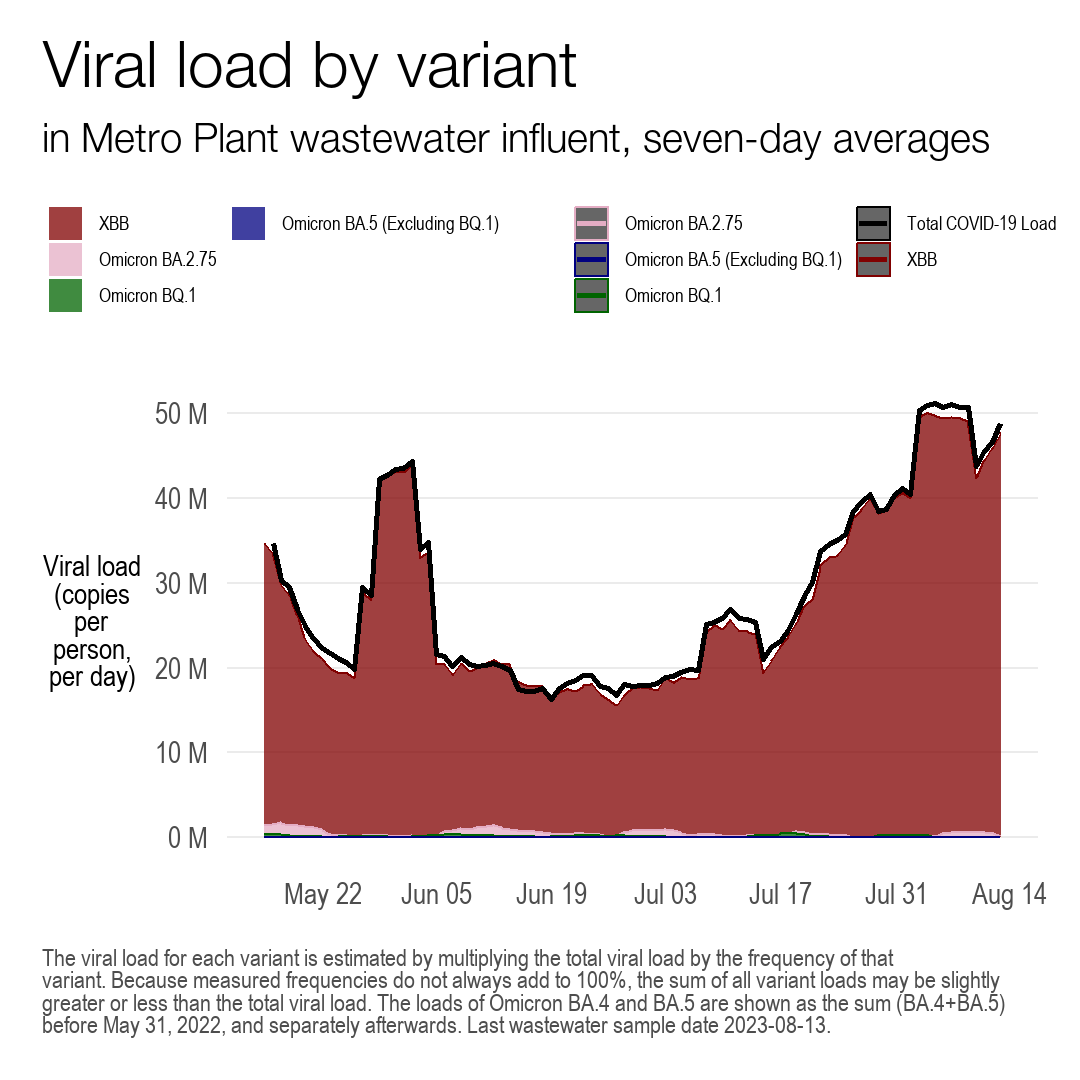 Viral load by variant
in Metro Plant wastewater influent, seven-day averages
XBB
Omicron BA.2.75
Omicron BQ.1
Omicron BA.5 (Excluding BQ.1)
Omicron BA.2.75
Omicron BA.5 (Excluding BQ.1)
Omicron BQ.1
Total COVID-19 Load
XBB
50 M
40 M
30 M
20 M
10 M
0 M
Viral load
(copies
per
person,
per day)
May 22
Jun 05
Jun 19
Jul 03
Jul 17
Jul 31
Aug 14
The viral load for each variant is estimated by multiplying the total viral load by the frequency of that
variant. Because measured frequencies do not always add to 100%, the sum of all variant loads may be slightly
greater or less than the total viral load. The loads of Omicron BA.4 and BA.5 are shown as the sum (BA.4+BA.5)
before May 31, 2022, and separately afterwards. Last wastewater sample date 2023-08-13.